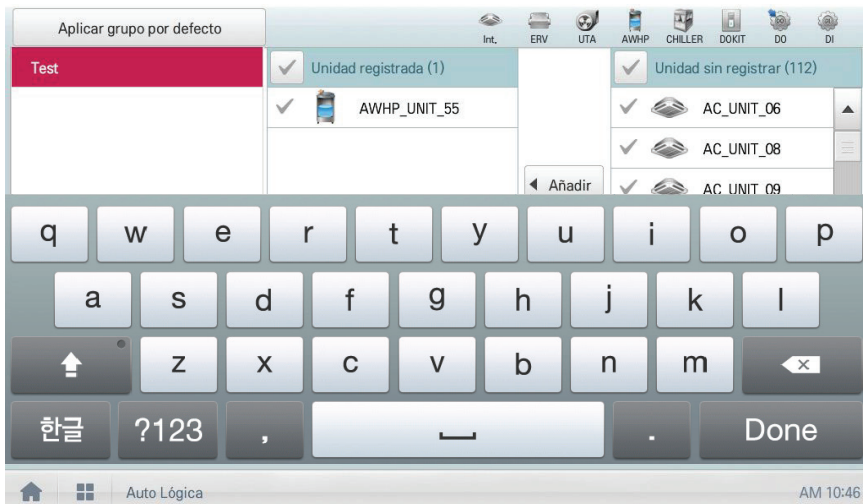 Aplicar grupo por defecto
Int. ERV UTA AWHP CHILLER DOKIT DO DI
Test
Unidad registrada (1)
Unidad sin registrar (112)
AWHP_UNIT_55
AC_UNIT_06
AC_UNIT_08
Añadir
AC_UNIT_09
q w e r t y u i o p
a s d f g h j k l
z x c v b n m
한글 ?123 , . Done
Auto Lógica
AM 10:46